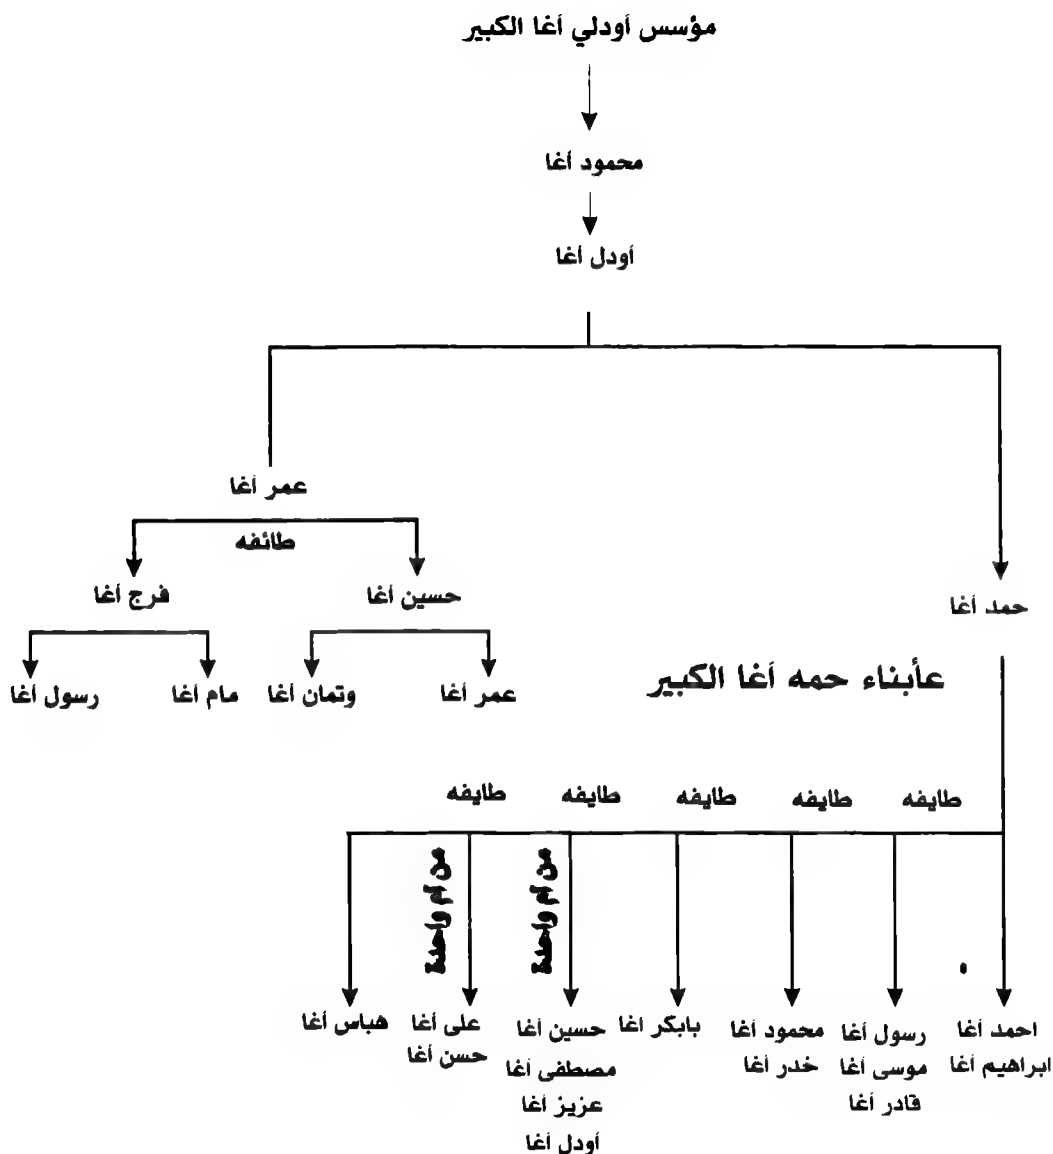 مؤسس أودلي أغا الكبير
محمود أغا
أودل أغا
عمر أغا
طائفه
حسين أغا
فرج أغا
حمد أغا
عمر أغا
وتمان أغا
مام أغا
رسول أغا
عأبناء حمه أغا الكبير
طايفه
طايفه
طايفه
طايفه
طايفه
من أم واحدة
من أم واحدة
احمد أغا
ابراهيم أغا
رسول أغا
موسى أغا
قادر أغا
محمود أغا
خدر أغا
بابكر أغا
حسين أغا
مصطفى أغا
عزيز أغا
أودل أغا
على أغا
حسن أغا
هباس أغا